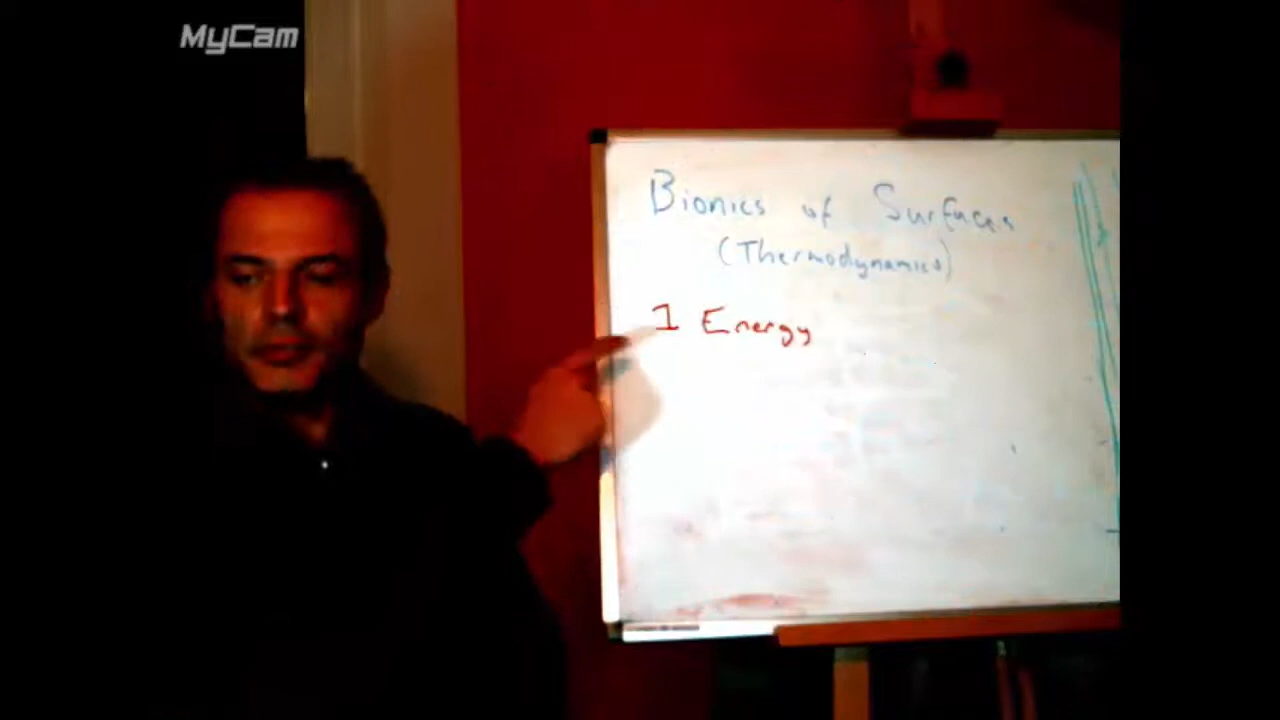 MyCam
Bionics of Surfaces
(Thermodynamics)
1 Energy